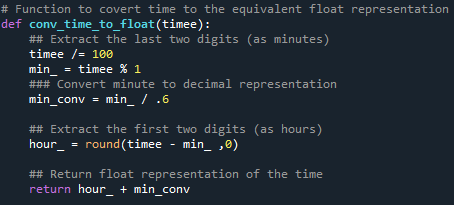 # Function to covert time to the equivalent float representation
def conv_time_to_float(timee):
    ## Extract the last two digits (as minutes)
    timee /= 100
    min_ = timee % 1
    ### Convert minute to decimal representation
    min_conv = min_ / .6
    ## Extract the first two digits (as hours)
    hour_ = round(timee - min_ ,0)
    ## Return float representation of the time
    return hour_ + min_conv